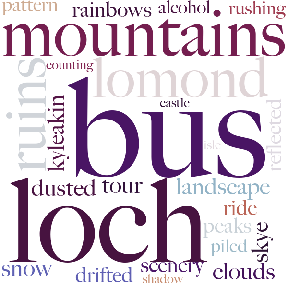 pattern rainbows alcohol rushing
mountains
counting
ruins lomond
kyleakin castle
bus isle reflected
dusted tour landscape
loch ride
peaks
skye
piled
snow drifted scenery clouds
shadow